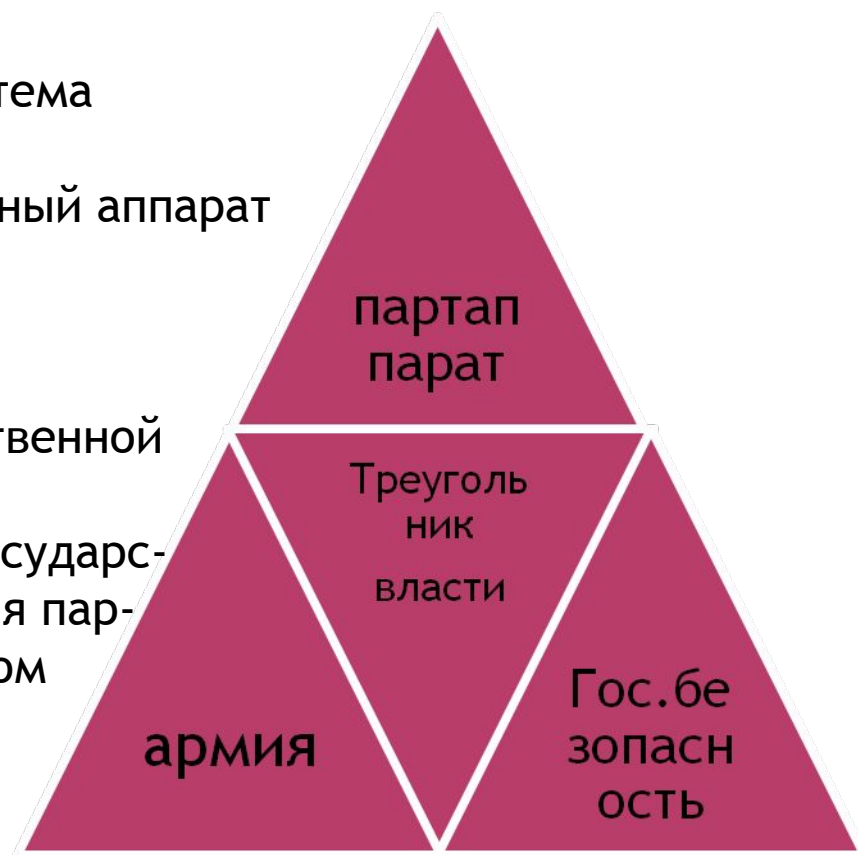 тема
ный аппарат
твенной
сударс-
я пар-
ом
партап
парат
Треуголь
ник
власти
армия
Гос.бе
зопасн
ость